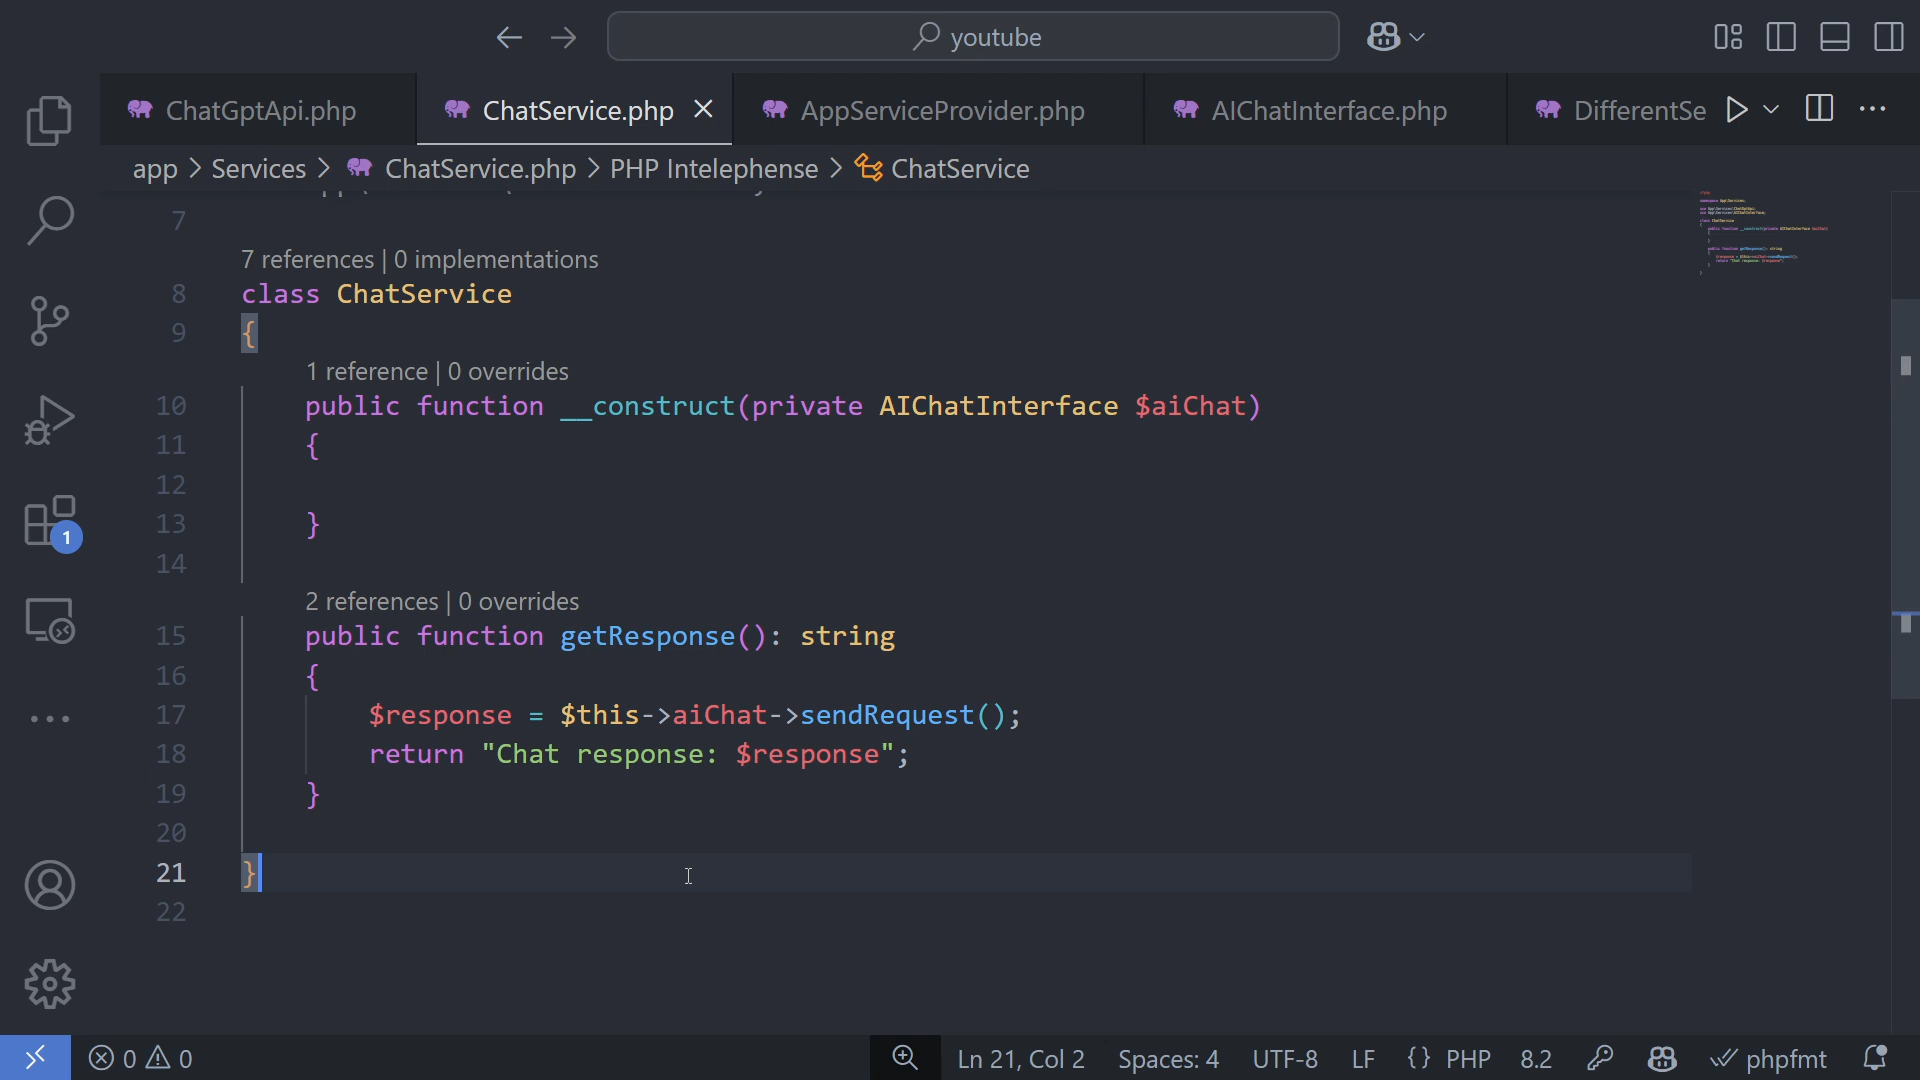 youtube
ChatGptApi.php
ChatService.php
AppServiceProvider.php
AIChatInterface.php
DifferentSe
app > Services > ChatService.php > PHP Intelephense > ChatService
7
7 references | 0 implementations
8 class ChatService
9 {
1 reference | 0 overrides
10 public function __construct(private AIChatInterface $aiChat)
11 {
12
13 }
14
2 references | 0 overrides
15 public function getResponse(): string
16 {
17 $response = $this->aiChat->sendRequest();
18 return "Chat response: $response";
19 }
20
21 }
22
1
0 0 Ln 21, Col 2 Spaces: 4 UTF-8 LF {} PHP 8.2 phpfmt